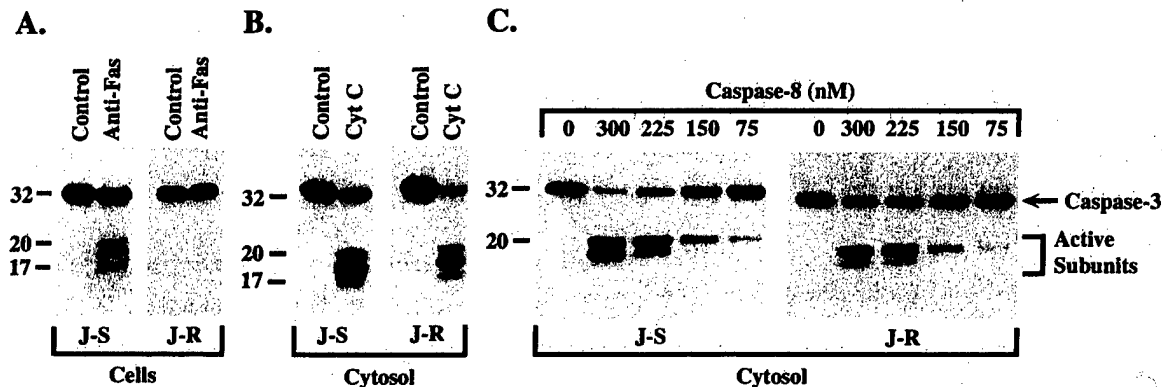 A.
Control
Anti-Fas
Control
Anti-Fas
32
20
17
J-S
J-R
Cells
B.
Control
Cyt C
Control
Cyt C
32
20
17
J-S
J-R
Cytosol
C.
Caspase-8 (nM)
0 300 225 150 75
0 300 225 150 75
32
20
Caspase-3
Active
Subunits
J-S
J-R
Cytosol